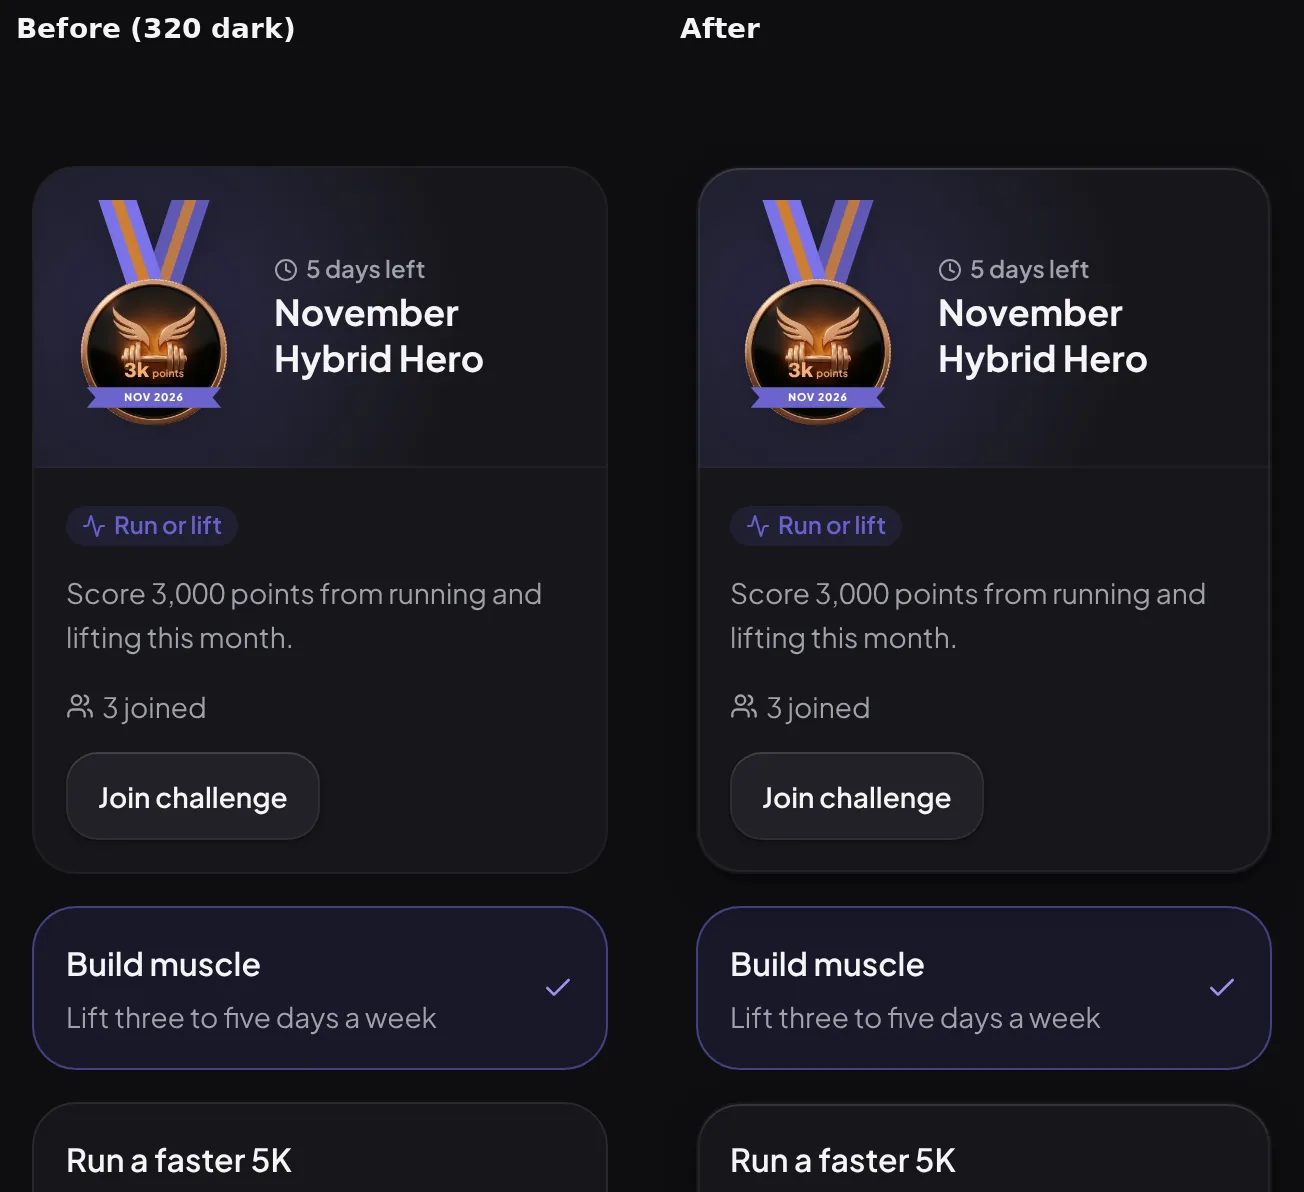 Before (320 dark)
5 days left
November
Hybrid Hero
3k points
NOV 2026
Run or lift
Score 3,000 points from running and
lifting this month.
3 joined
Join challenge
Build muscle
Lift three to five days a week
Run a faster 5K
After
5 days left
November
Hybrid Hero
3k points
NOV 2026
Run or lift
Score 3,000 points from running and
lifting this month.
3 joined
Join challenge
Build muscle
Lift three to five days a week
Run a faster 5K